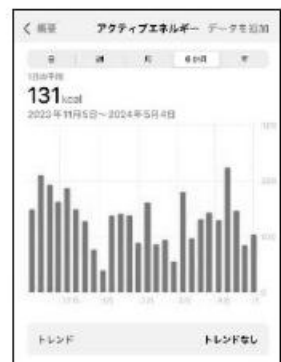 概要 アクティブエネルギー データを追加
日 週 月 6か月 年
1日の平均
131 kcal
2023年11月5日～2024年5月4日
トレンド トレンドなし